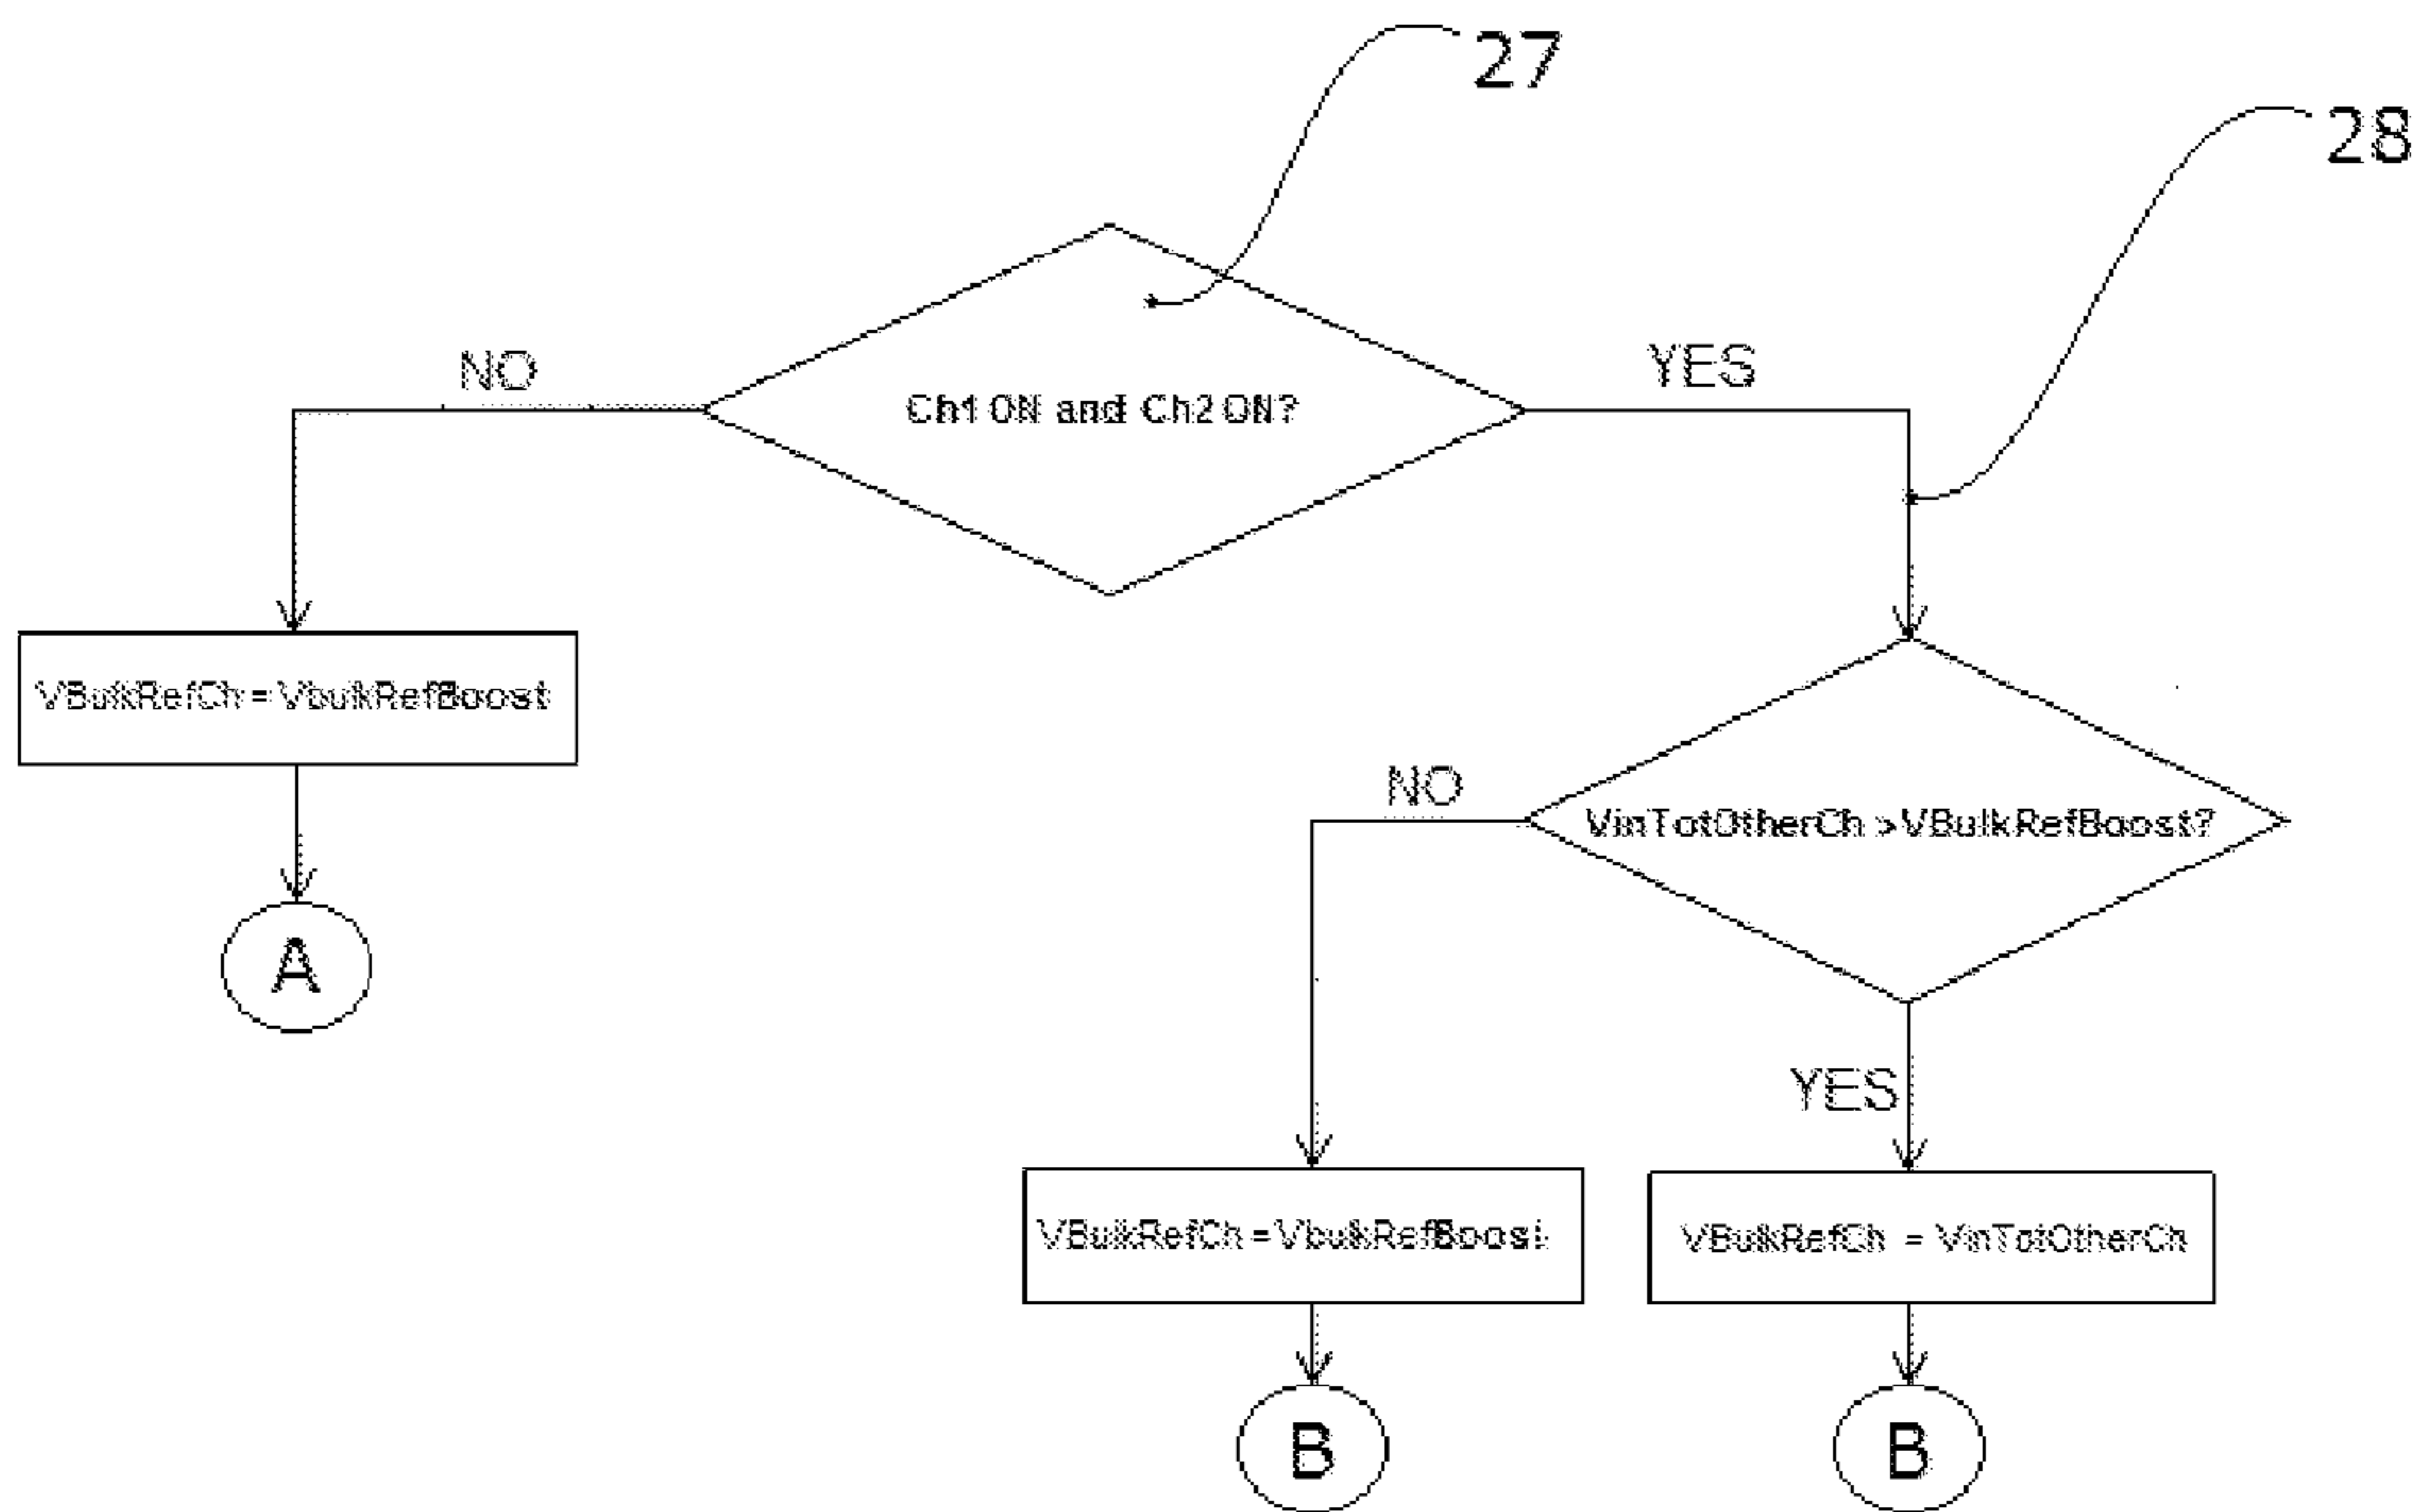 27
28
NO
YES
Ch1 ON and Ch2 ON?
VBulkRefCh = VbulkRefBoost
NO
VinTotOtherCh > VBulkRefBoost?
A
YES
VBulkRefCh = VbulkRefBoost
VBulkRefCh = VinTotOtherCh
B
B